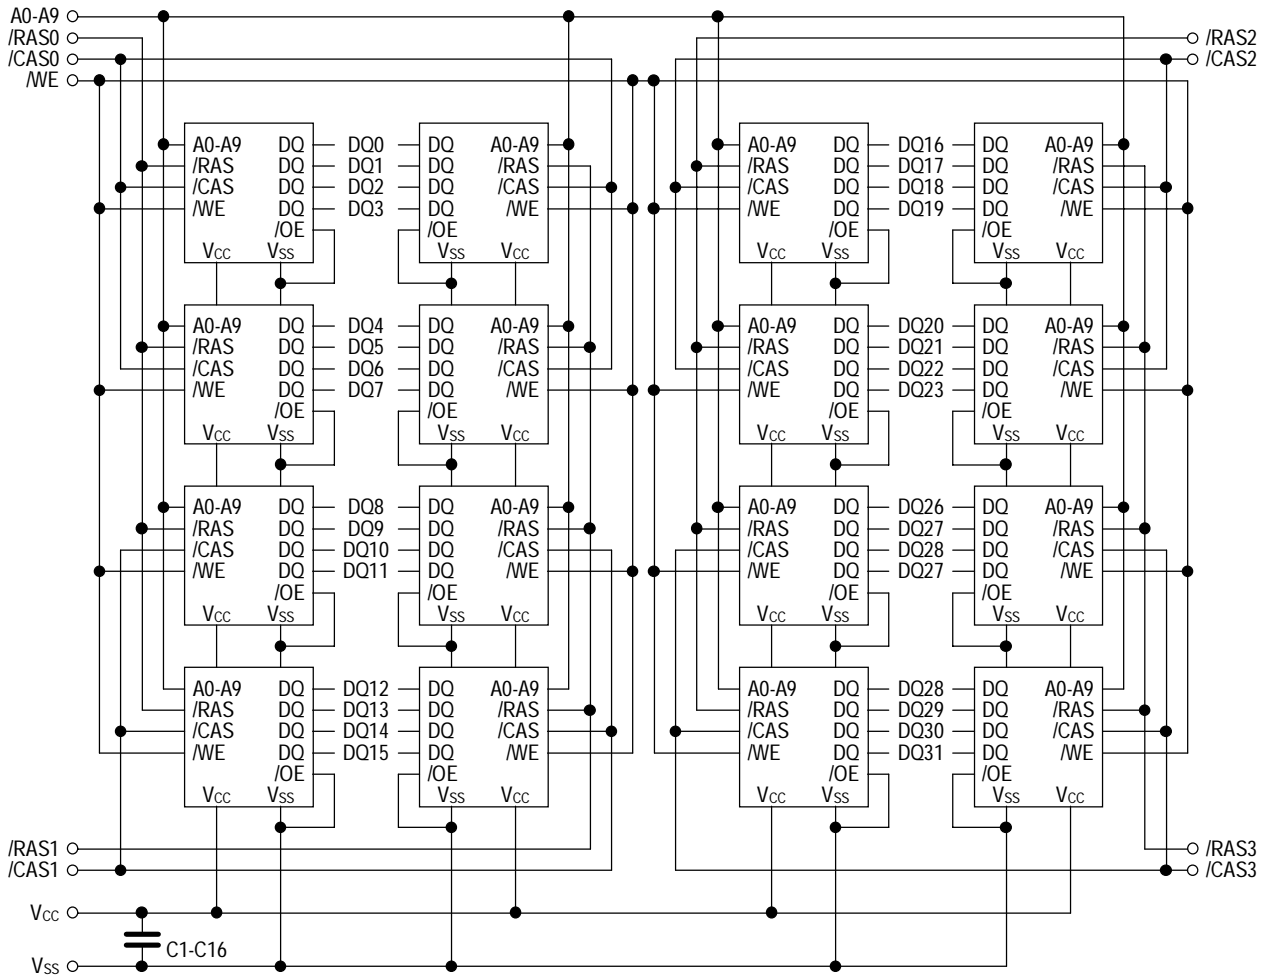 A0-A9
/RAS0 /RAS2
/CAS0 /CAS2
/WE
A0-A9 DQ DQ0 DQ A0-A9 A0-A9 DQ DQ16 DQ A0-A9
/RAS DQ DQ1 DQ /RAS /RAS DQ DQ17 DQ /RAS
/CAS DQ DQ2 DQ /CAS /CAS DQ DQ18 DQ /CAS
/WE DQ DQ3 DQ /WE /WE DQ DQ19 DQ /WE
/OE /OE /OE /OE
VCC VSS VSS VCC VCC VSS VSS VCC
A0-A9 DQ DQ4 DQ A0-A9 A0-A9 DQ DQ20 DQ A0-A9
/RAS DQ DQ5 DQ /RAS /RAS DQ DQ21 DQ /RAS
/CAS DQ DQ6 DQ /CAS /CAS DQ DQ22 DQ /CAS
/WE DQ DQ7 DQ /WE /WE DQ DQ23 DQ /WE
/OE /OE /OE /OE
VCC VSS VSS VCC VCC VSS VSS VCC
A0-A9 DQ DQ8 DQ A0-A9 A0-A9 DQ DQ26 DQ A0-A9
/RAS DQ DQ9 DQ /RAS /RAS DQ DQ27 DQ /RAS
/CAS DQ DQ10 DQ /CAS /CAS DQ DQ28 DQ /CAS
/WE DQ DQ11 DQ /WE /WE DQ DQ27 DQ /WE
/OE /OE /OE /OE
VCC VSS VSS VCC VCC VSS VSS VCC
A0-A9 DQ DQ12 DQ A0-A9 A0-A9 DQ DQ28 DQ A0-A9
/RAS DQ DQ13 DQ /RAS /RAS DQ DQ29 DQ /RAS
/CAS DQ DQ14 DQ /CAS /CAS DQ DQ30 DQ /CAS
/WE DQ DQ15 DQ /WE /WE DQ DQ31 DQ /WE
/OE /OE /OE /OE
VCC VSS VSS VCC VCC VSS VSS VCC
/RAS1 /RAS3
/CAS1 /CAS3
VCC
C1-C16
VSS